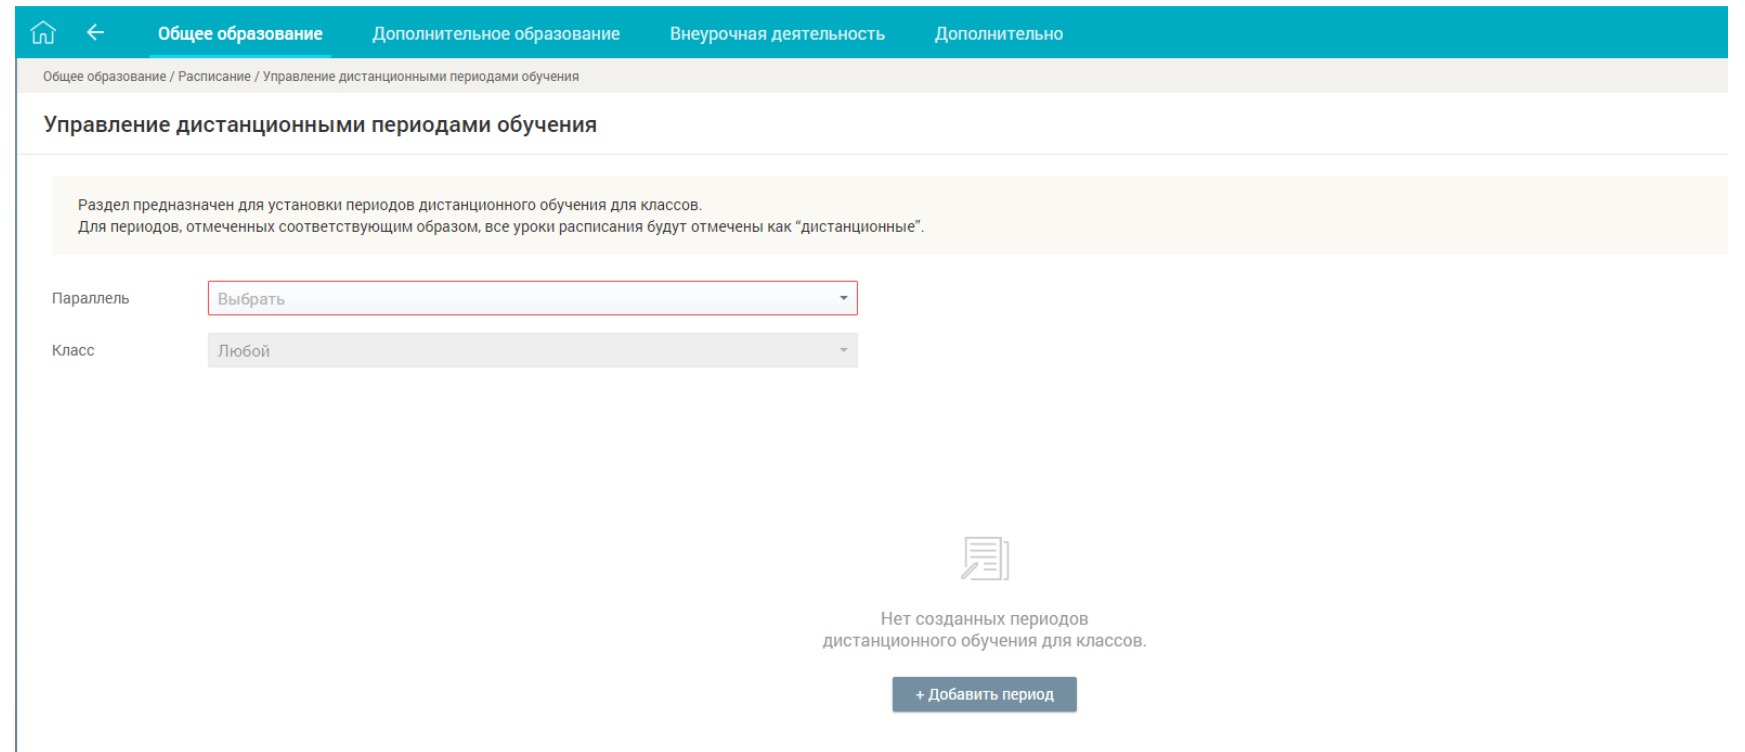 Общее образование Дополнительное образование Внеурочная деятельность Дополнительно
Общее образование / Расписание / Управление дистанционными периодами обучения
Управление дистанционными периодами обучения
Раздел предназначен для установки периодов дистанционного обучения для классов.
Для периодов, отмеченных соответствующим образом, все уроки расписания будут отмечены как “дистанционные”.
Параллель Выбрать
Класс Любой
Нет созданных периодов
дистанционного обучения для классов.
+ Добавить период